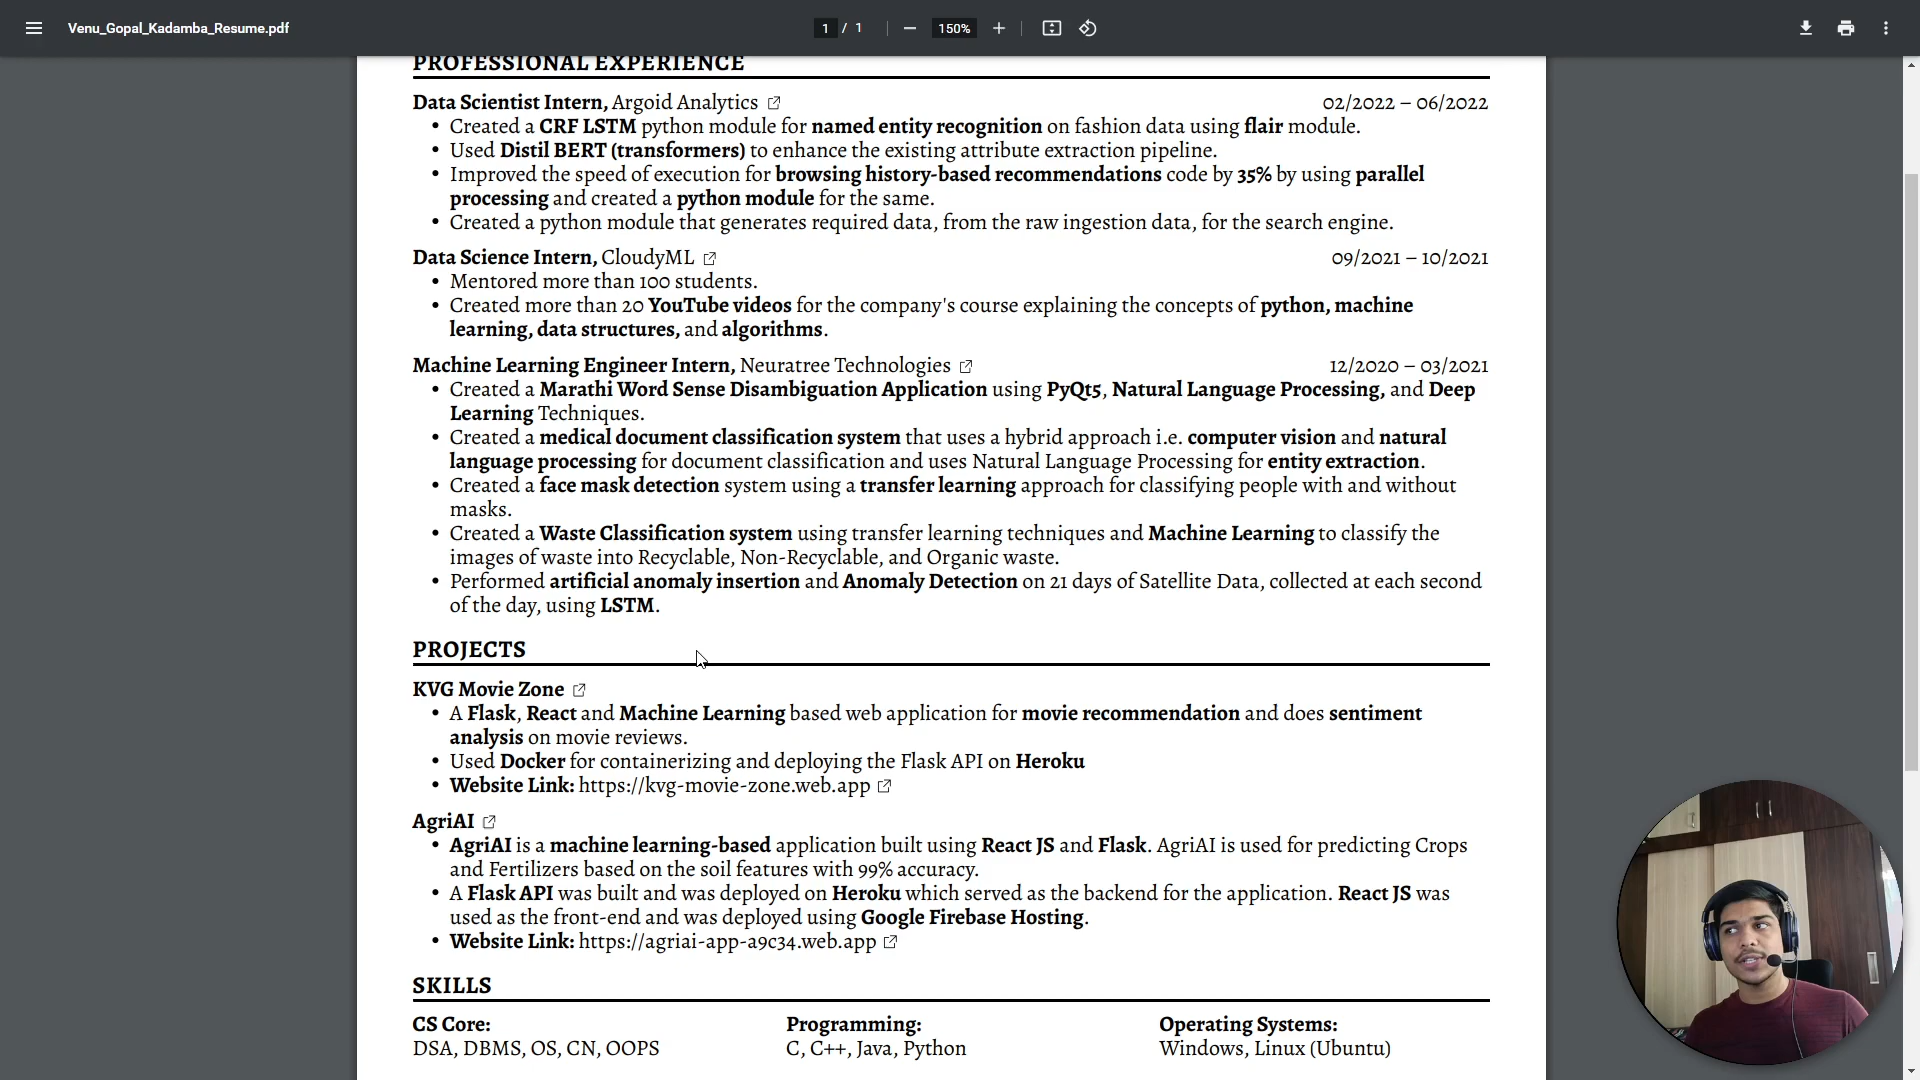 Venu_Gopal_Kadamba_Resume.pdf
1 / 1
150%
PROFESSIONAL EXPERIENCE
Data Scientist Intern, Argoid Analytics 02/2022 – 06/2022
• Created a CRF LSTM python module for named entity recognition on fashion data using flair module.
• Used Distil BERT (transformers) to enhance the existing attribute extraction pipeline.
• Improved the speed of execution for browsing history-based recommendations code by 35% by using parallel
processing and created a python module for the same.
• Created a python module that generates required data, from the raw ingestion data, for the search engine.
Data Science Intern, CloudyML 09/2021 – 10/2021
• Mentored more than 100 students.
• Created more than 20 YouTube videos for the company's course explaining the concepts of python, machine
learning, data structures, and algorithms.
Machine Learning Engineer Intern, Neuratree Technologies 12/2020 – 03/2021
• Created a Marathi Word Sense Disambiguation Application using PyQt5, Natural Language Processing, and Deep
Learning Techniques.
• Created a medical document classification system that uses a hybrid approach i.e. computer vision and natural
language processing for document classification and uses Natural Language Processing for entity extraction.
• Created a face mask detection system using a transfer learning approach for classifying people with and without
masks.
• Created a Waste Classification system using transfer learning techniques and Machine Learning to classify the
images of waste into Recyclable, Non-Recyclable, and Organic waste.
• Performed artificial anomaly insertion and Anomaly Detection on 21 days of Satellite Data, collected at each second
of the day, using LSTM.
PROJECTS
KVG Movie Zone
• A Flask, React and Machine Learning based web application for movie recommendation and does sentiment
analysis on movie reviews.
• Used Docker for containerizing and deploying the Flask API on Heroku
• Website Link: https://kvg-movie-zone.web.app
AgriAI
• AgriAI is a machine learning-based application built using React JS and Flask. AgriAI is used for predicting Crops
and Fertilizers based on the soil features with 99% accuracy.
• A Flask API was built and was deployed on Heroku which served as the backend for the application. React JS was
used as the front-end and was deployed using Google Firebase Hosting.
• Website Link: https://agriai-app-a9c34.web.app
SKILLS
CS Core: Programming: Operating Systems:
DSA, DBMS, OS, CN, OOPS C, C++, Java, Python Windows, Linux (Ubuntu)